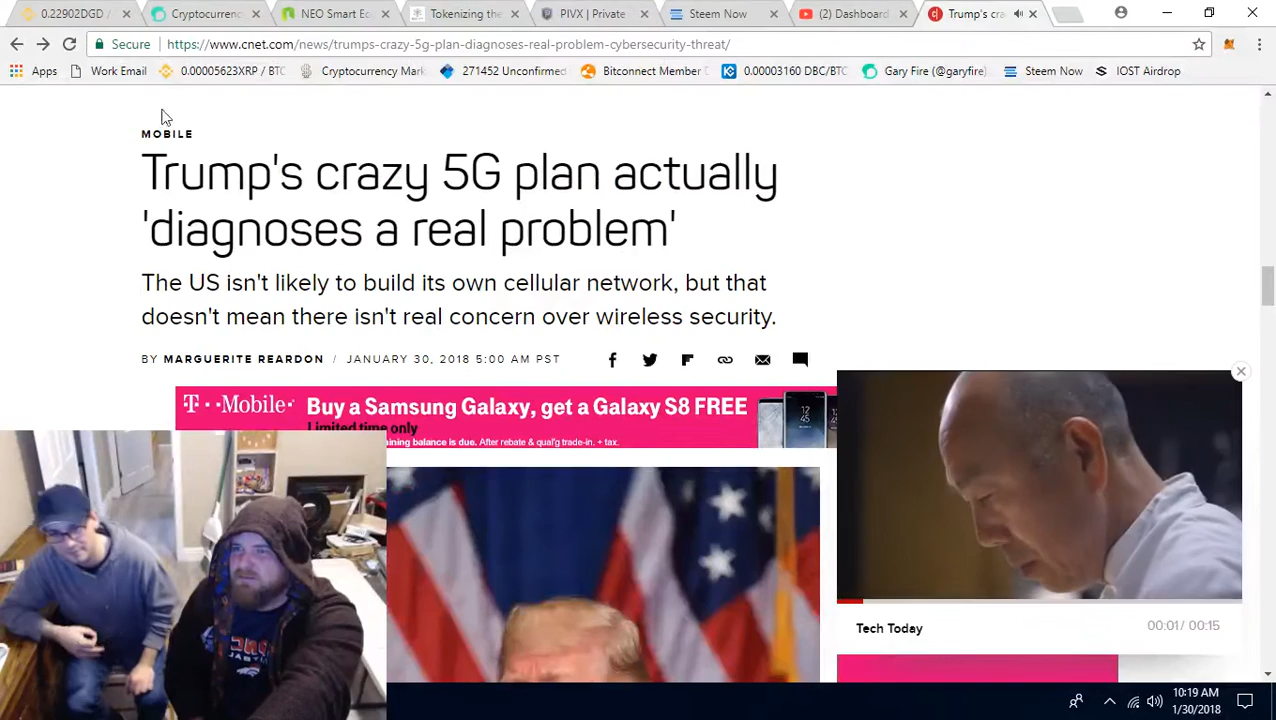 0.22902DGD /
Cryptocurrenc
NEO Smart Ec
Tokenizing the
PIVX | Private
Steem Now
(2) Dashboard
Trump's cra
Secure
https://www.cnet.com/news/trumps-crazy-5g-plan-diagnoses-real-problem-cybersecurity-threat/
Apps
Work Email
0.00005623XRP / BTC
Cryptocurrency Mark
271452 Unconfirmed
Bitconnect Member
0.00003160 DBC/BTC
Gary Fire (@garyfire)
Steem Now
IOST Airdrop
MOBILE
Trump's crazy 5G plan actually
'diagnoses a real problem'
The US isn't likely to build its own cellular network, but that
doesn't mean there isn't real concern over wireless security.
BY MARGUERITE REARDON / JANUARY 30, 2018 5:00 AM PST
T-Mobile
Buy a Samsung Galaxy, get a Galaxy S8 FREE
Limited time only
aining balance is due. After rebate & qual'g trade-in. + tax.
12
45
Tech Today
00:01 / 00:15
10:19 AM
1/30/2018